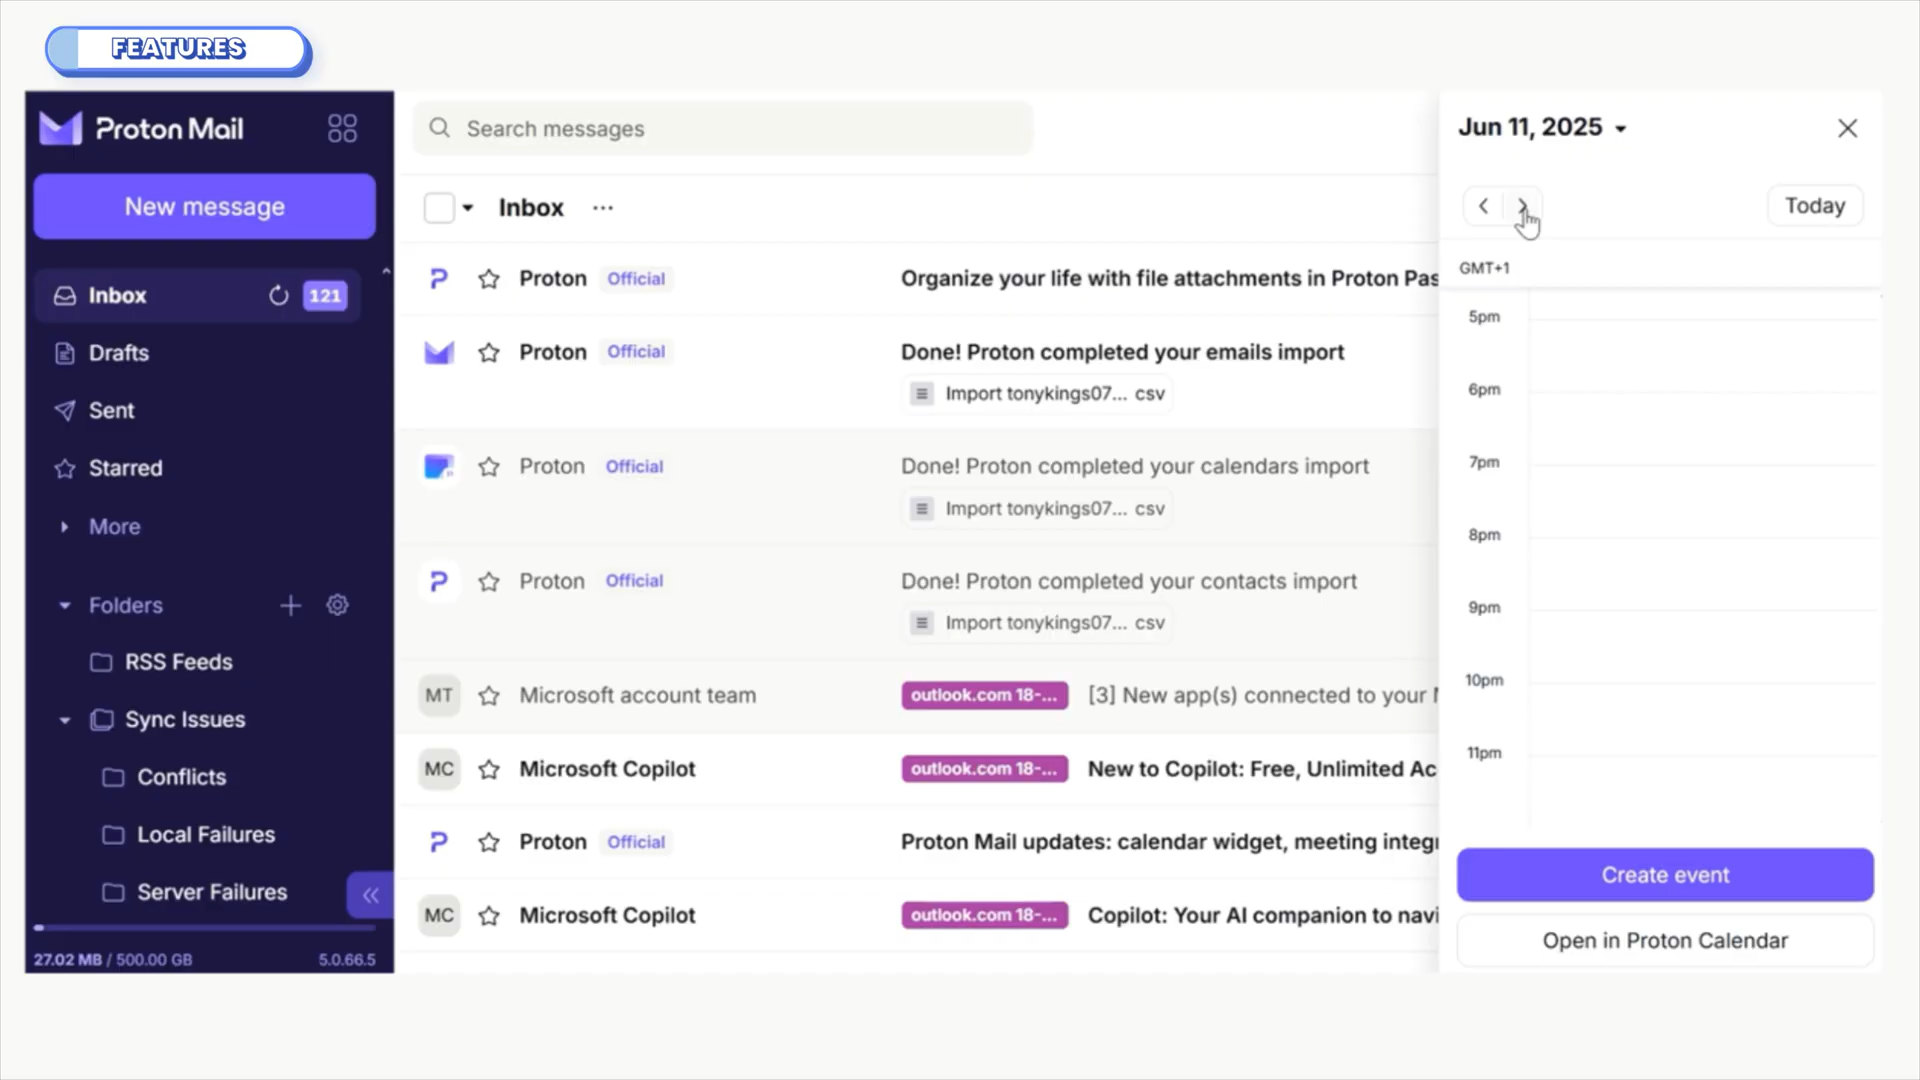 FEATURES
Proton Mail
New message
Inbox 121
Drafts
Sent
Starred
More
Folders
RSS Feeds
Sync Issues
Conflicts
Local Failures
Server Failures
27.02 MB / 500.00 GB 5.0.66.5
Search messages
Inbox ...
Proton Official Organize your life with file attachments in Proton Pas
Proton Official Done! Proton completed your emails import
Import tonykings07... csv
Proton Official Done! Proton completed your calendars import
Import tonykings07... csv
Proton Official Done! Proton completed your contacts import
Import tonykings07... csv
MT Microsoft account team outlook.com 18-... [3] New app(s) connected to your
MC Microsoft Copilot outlook.com 18-... New to Copilot: Free, Unlimited Ac
Proton Official Proton Mail updates: calendar widget, meeting integr
MC Microsoft Copilot outlook.com 18-... Copilot: Your AI companion to navi
Jun 11, 2025
Today
GMT+1
5pm
6pm
7pm
8pm
9pm
10pm
11pm
Create event
Open in Proton Calendar